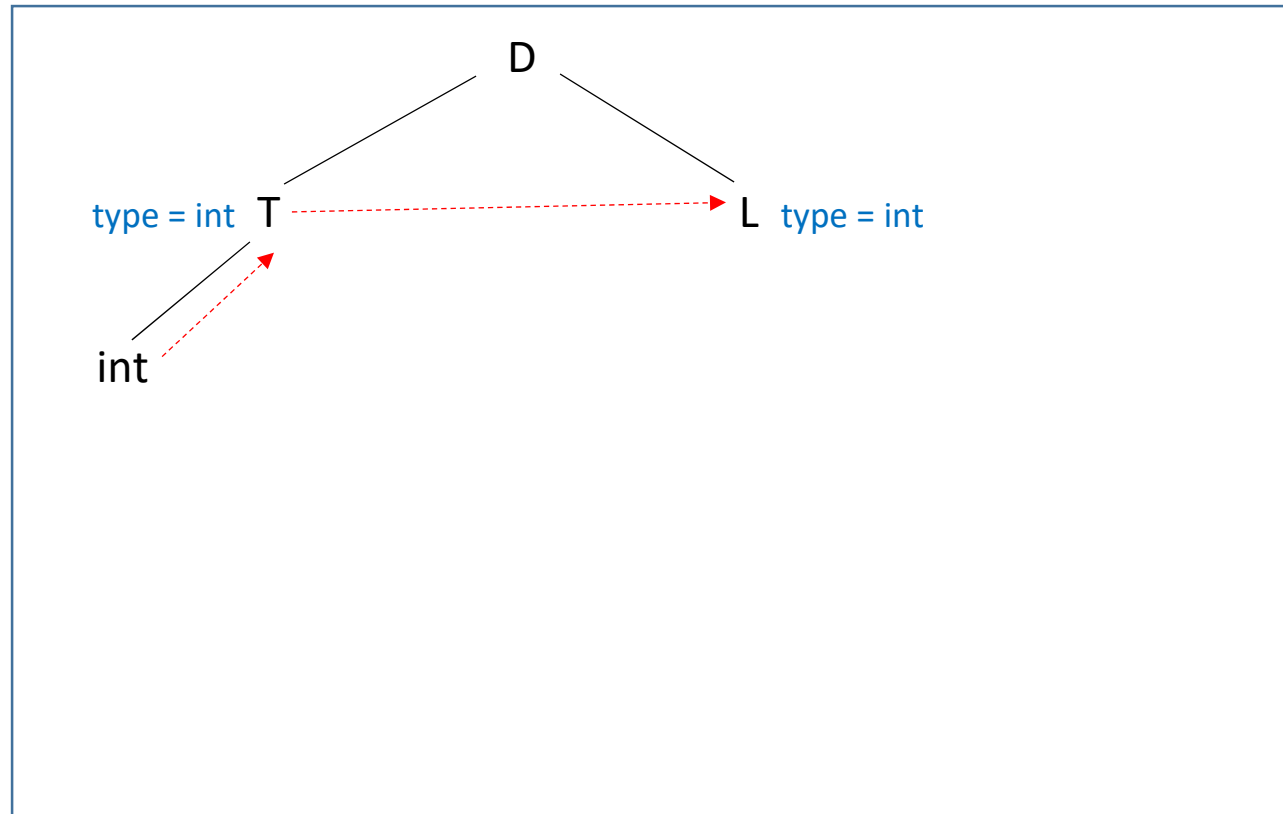 D
type = int T L type = int
int